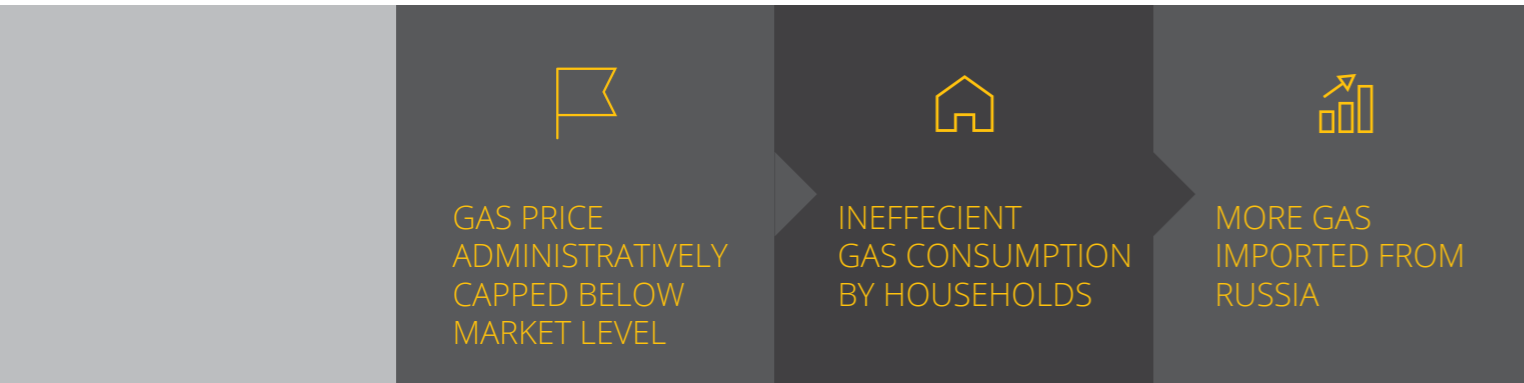 GAS PRICE
ADMINISTRATIVELY
CAPPED BELOW
MARKET LEVEL
INEFFECIENT
GAS CONSUMPTION
BY HOUSEHOLDS
MORE GAS
IMPORTED FROM
RUSSIA